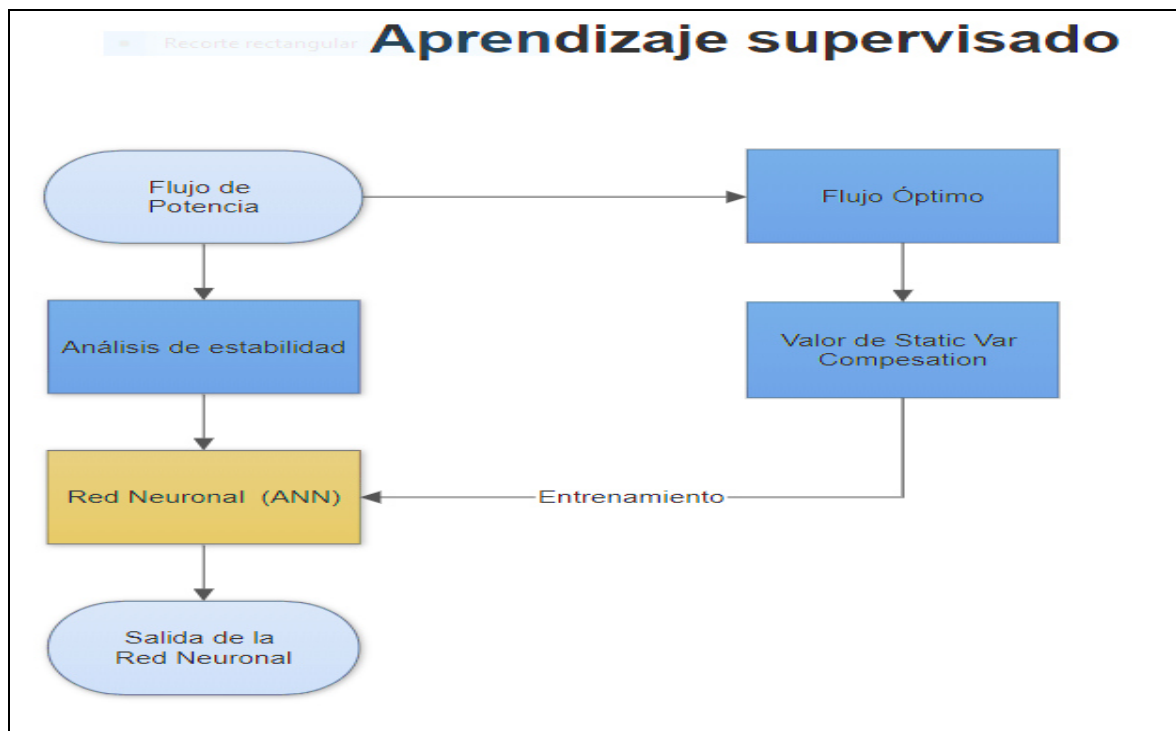 Recorte rectangular
Aprendizaje supervisado
Flujo de
Potencia
Flujo Óptimo
Análisis de estabilidad
Valor de Static Var
Compesation
Red Neuronal (ANN)
Entrenamiento
Salida de la
Red Neuronal